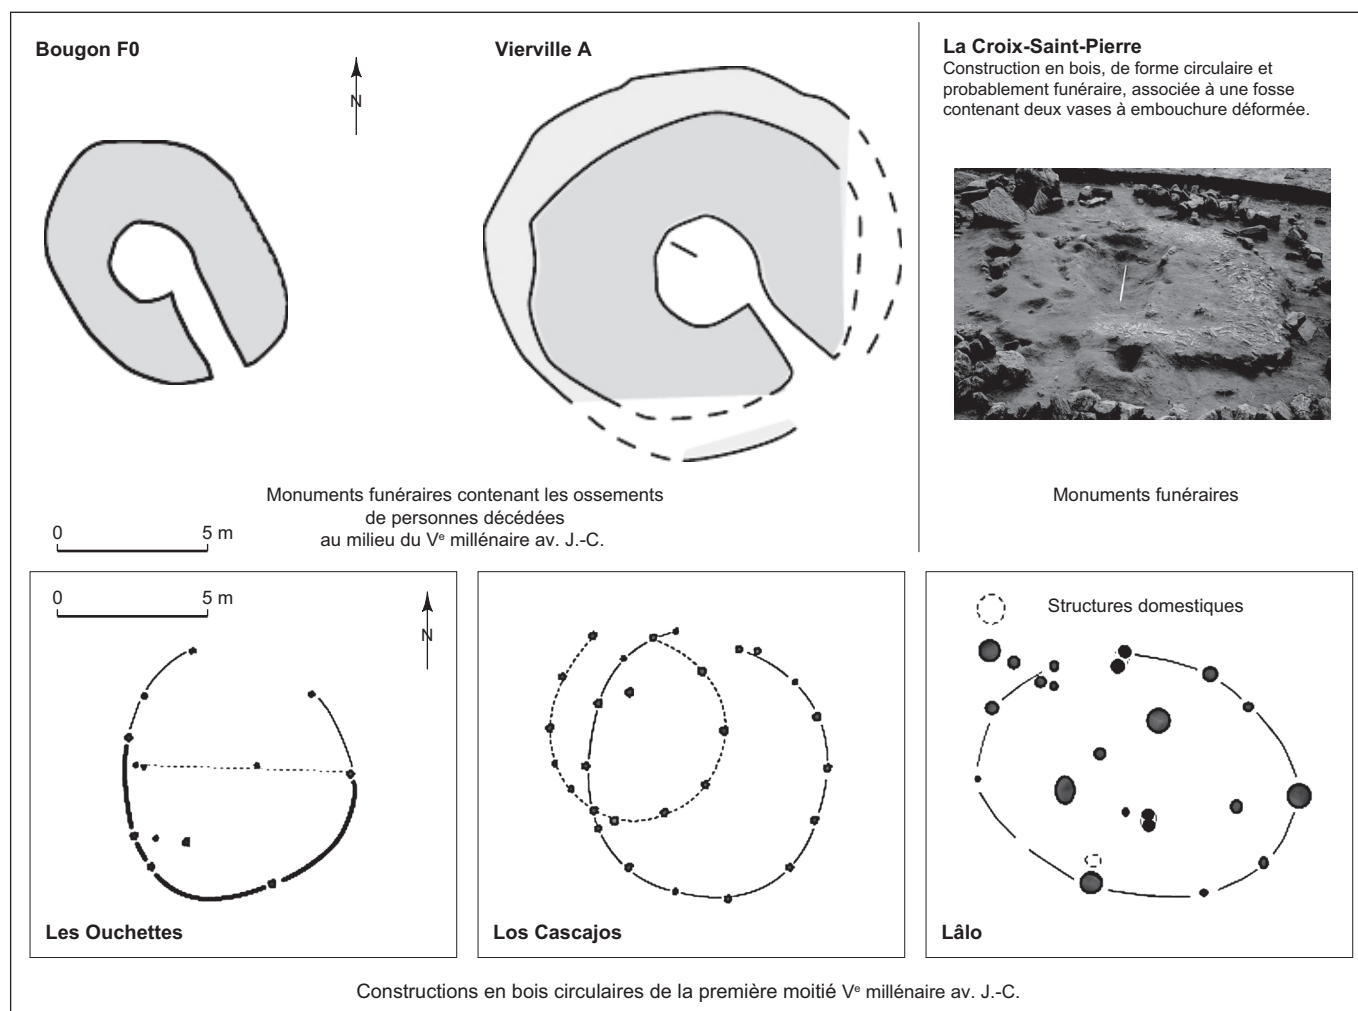 Bougon F0
N
Vierville A
La Croix-Saint-Pierre
Construction en bois, de forme circulaire et
probablement funéraire, associée à une fosse
contenant deux vases à embouchure déformée.
Monuments funéraires contenant les ossements
de personnes décédées
au milieu du Ve millénaire av. J.-C.
0 5 m
Monuments funéraires
0 5 m
N
Les Ouchettes
Los Cascajos
Structures domestiques
Lâlo
Constructions en bois circulaires de la première moitié Ve millénaire av. J.-C.